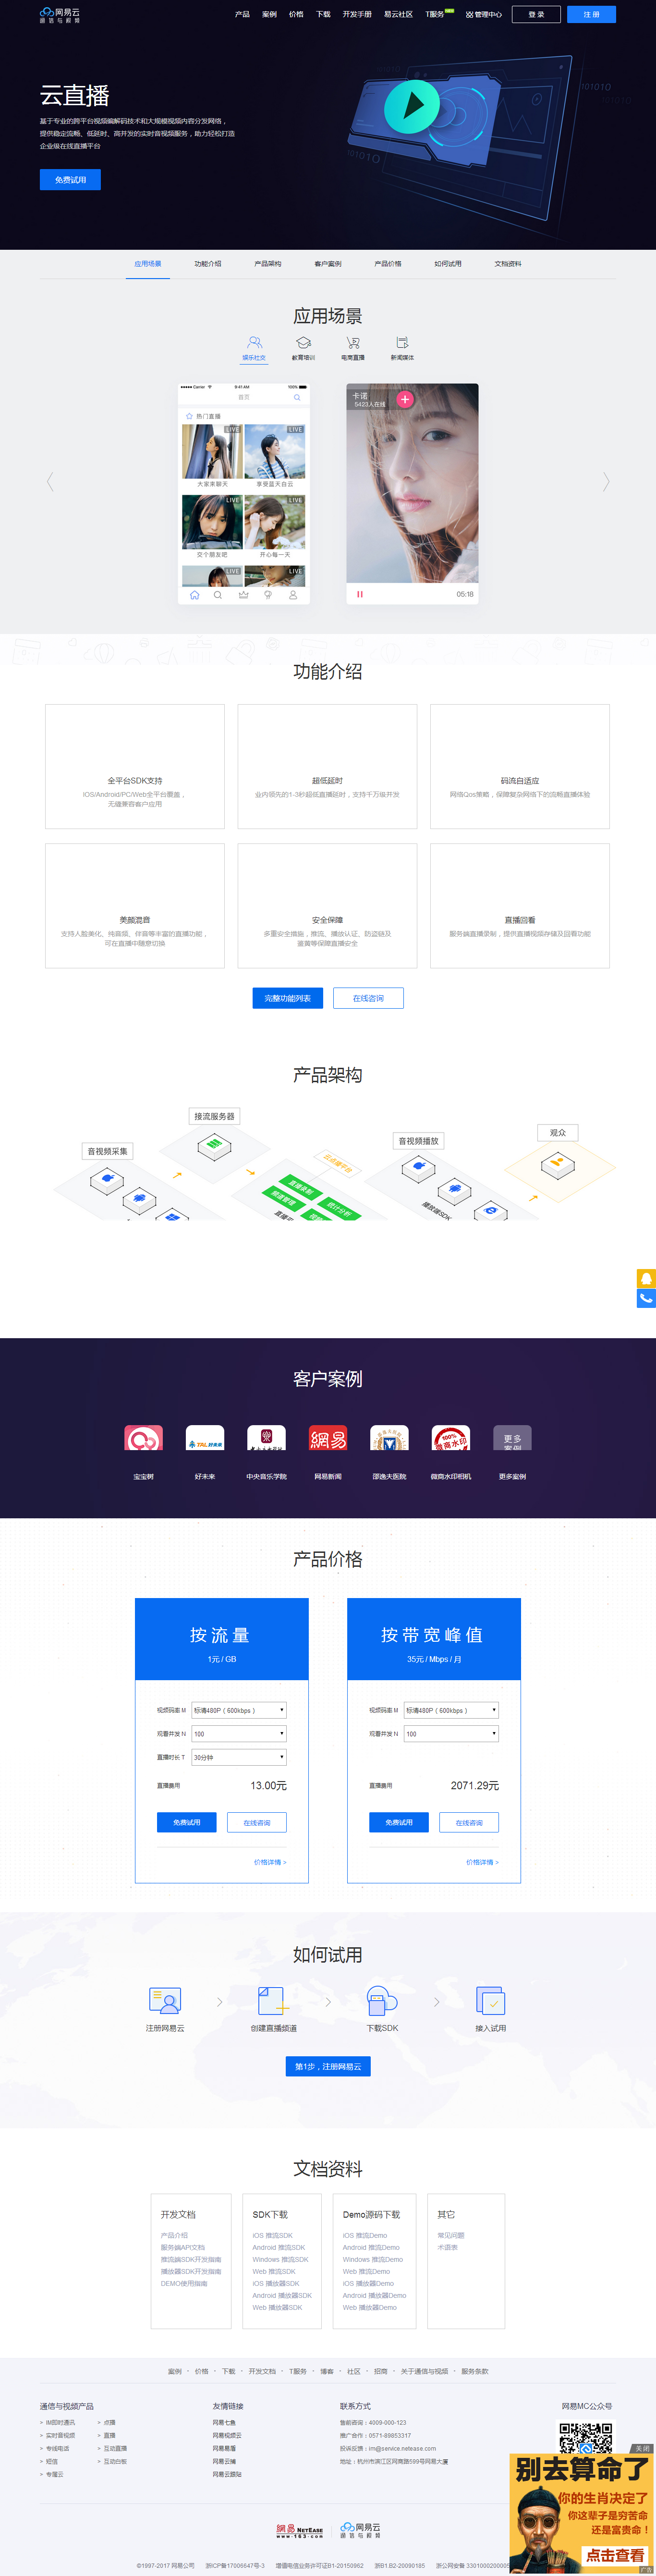 网易云
通信与视频
产品
案例
价格
下载
开发手册
易云社区
T服务
管理中心
登 录
注 册
云直播
基于专业的跨平台视频编解码技术和大规模视频内容分发网络，
提供稳定流畅、低延时、高并发的实时音视频服务，助力轻松打造
企业级在线直播平台
免费试用
应用场景
功能介绍
产品架构
客户案例
产品价格
如何试用
文档资料
应用场景
娱乐社交
教育培训
电商直播
新闻媒体
Carrier
9:41 AM
100%
首页
热门直播
LIVE
LIVE
大家来聊天
享受蓝天白云
LIVE
LIVE
交个朋友吧
开心每一天
LIVE
LIVE
卡诺
5423人在线
05:18
功能介绍
全平台SDK支持
IOS/Android/PC/Web全平台覆盖，
无缝兼容客户应用
超低延时
业内领先的1-3秒超低直播延时，支持千万级并发
码流自适应
网络Qos策略，保障复杂网络下的流畅直播体验
美颜混音
支持人脸美化、纯音频、伴音等丰富的直播功能，
可在直播中随意切换
安全保障
多重安全措施，推流、播放认证、防盗链及
鉴黄等保障直播安全
直播回看
服务端直播录制，提供直播视频存储及回看功能
完整功能列表
在线咨询
产品架构
接流服务器
音视频采集
音视频播放
观众
直播录制
频道管理
统计分析
播放端SDK
客户案例
宝宝树
好未来
中央音乐学院
网易新闻
邵逸夫医院
微商水印相机
更多案例
产品价格
按流量
1元 / GB
视频码率 M
标清480P（600kbps）
观看并发 N
100
直播时长 T
30分钟
直播费用
13.00元
免费试用
在线咨询
价格详情 >
按带宽峰值
35元 / Mbps / 月
视频码率 M
标清480P（600kbps）
观看并发 N
100
直播费用
2071.29元
免费试用
在线咨询
价格详情 >
如何试用
注册网易云
创建直播频道
下载SDK
接入试用
第1步，注册网易云
文档资料
开发文档
产品介绍
服务端API文档
推流端SDK开发指南
播放器SDK开发指南
DEMO使用指南
SDK下载
iOS 推流SDK
Android 推流SDK
Windows 推流SDK
Web 推流SDK
iOS 播放器SDK
Android 播放器SDK
Web 播放器SDK
Demo源码下载
iOS 推流Demo
Android 推流Demo
Windows 推流Demo
Web 推流Demo
iOS 播放器Demo
Android 播放器Demo
Web 播放器Demo
其它
常见问题
术语表
案例 • 价格 • 下载 • 开发文档 • T服务 • 博客 • 社区 • 招商 • 关于通信与视频 • 服务条款
通信与视频产品
> IM即时通讯
> 点播
> 实时音视频
> 直播
> 专线电话
> 互动直播
> 短信
> 互动白板
> 专属云
友情链接
网易七鱼
网易视频云
网易易盾
网易云捕
网易云跟帖
联系方式
售前咨询：4009-000-123
推广合作：0571-89853317
投诉反馈：im@service.netease.com
地址：杭州市滨江区网商路599号网易大厦
网易MC公众号
关闭
别去算命了
你的生肖决定了
你这辈子是穷苦命
还是富贵命！
点击查看
广告
網易 NETEASE
www.163.com
网易云
通信与视频
©1997-2017 网易公司
浙ICP备17006647号-3
增值电信业务许可证B1-20150962
浙B1.B2-20090185